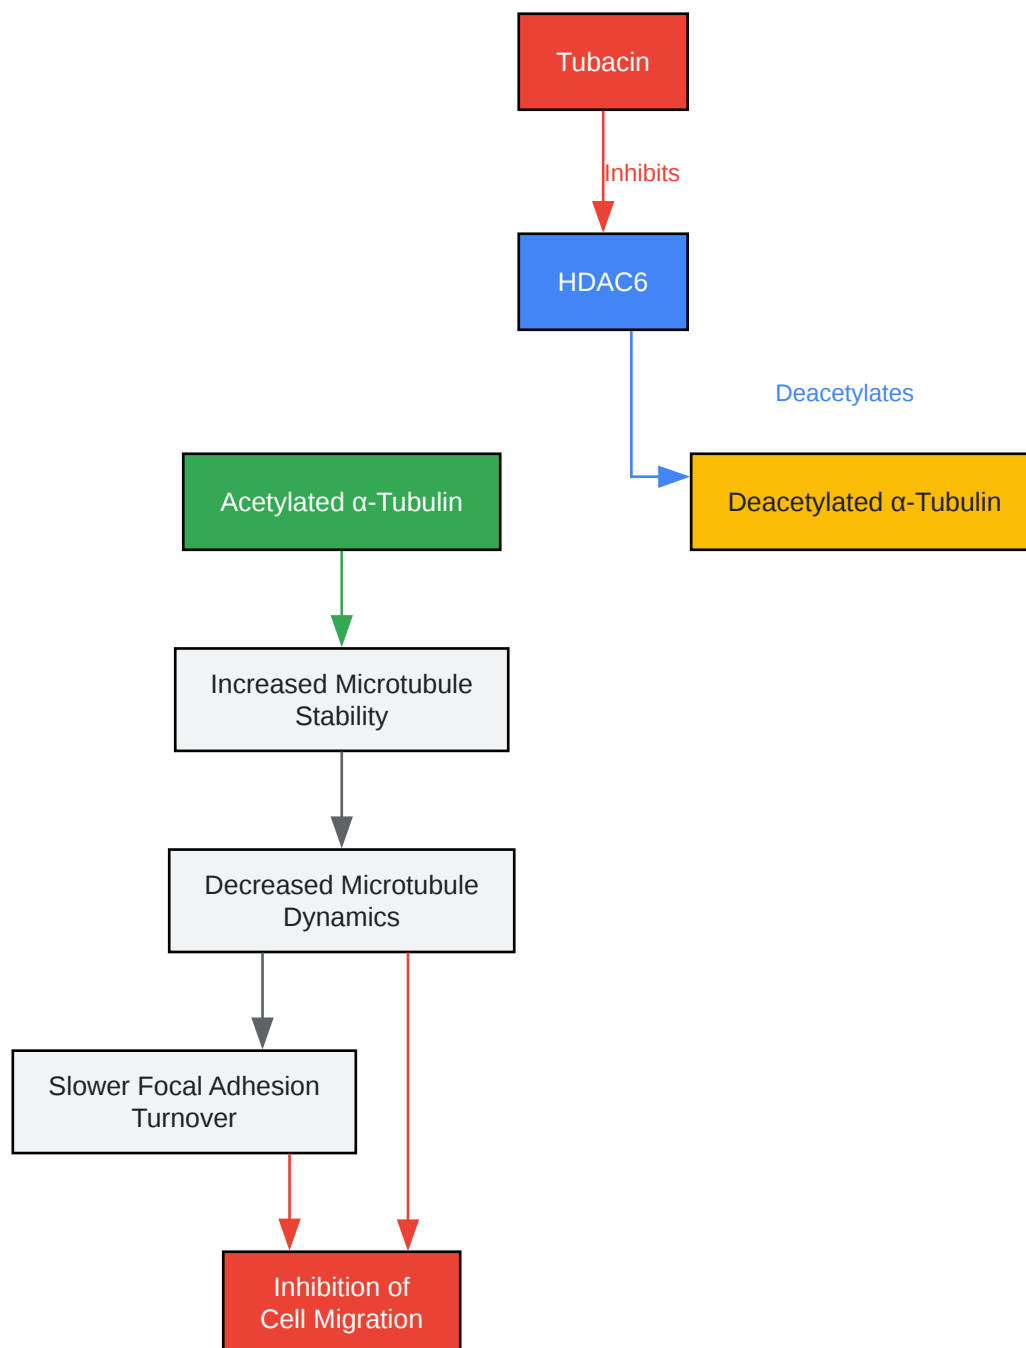 Tubacin
Inhibits
HDAC6
Deacetylates
Acetylated α-Tubulin
Deacetylated α-Tubulin
Increased Microtubule
Stability
Decreased Microtubule
Dynamics
Slower Focal Adhesion
Turnover
Inhibition of
Cell Migration